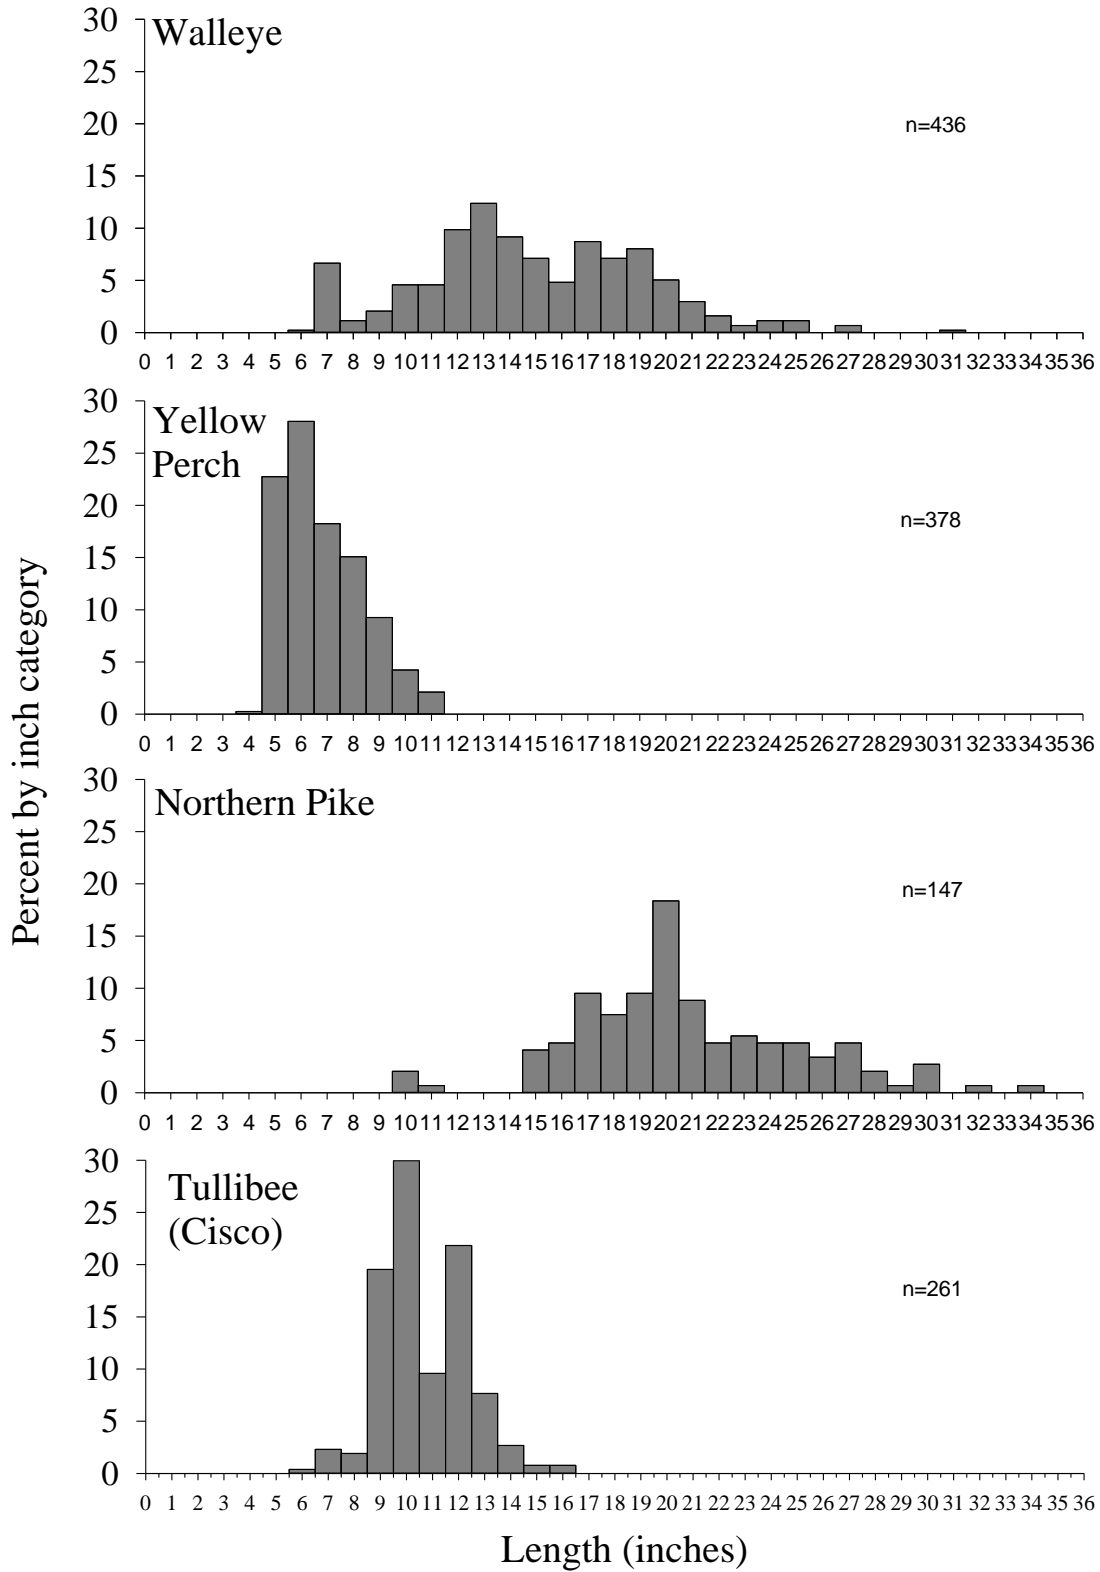 Percent by inch category
30
Walleye
25
20
n=436
15
10
5
0
0 1 2 3 4 5 6 7 8 9 10 11 12 13 14 15 16 17 18 19 20 21 22 23 24 25 26 27 28 29 30 31 32 33 34 35 36
30
Yellow
Perch
25
20
n=378
15
10
5
0
0 1 2 3 4 5 6 7 8 9 10 11 12 13 14 15 16 17 18 19 20 21 22 23 24 25 26 27 28 29 30 31 32 33 34 35 36
30
Northern Pike
25
20
n=147
15
10
5
0
0 1 2 3 4 5 6 7 8 9 10 11 12 13 14 15 16 17 18 19 20 21 22 23 24 25 26 27 28 29 30 31 32 33 34 35 36
30
Tullibee
(Cisco)
25
20
n=261
15
10
5
0
0 1 2 3 4 5 6 7 8 9 10 11 12 13 14 15 16 17 18 19 20 21 22 23 24 25 26 27 28 29 30 31 32 33 34 35 36
Length (inches)